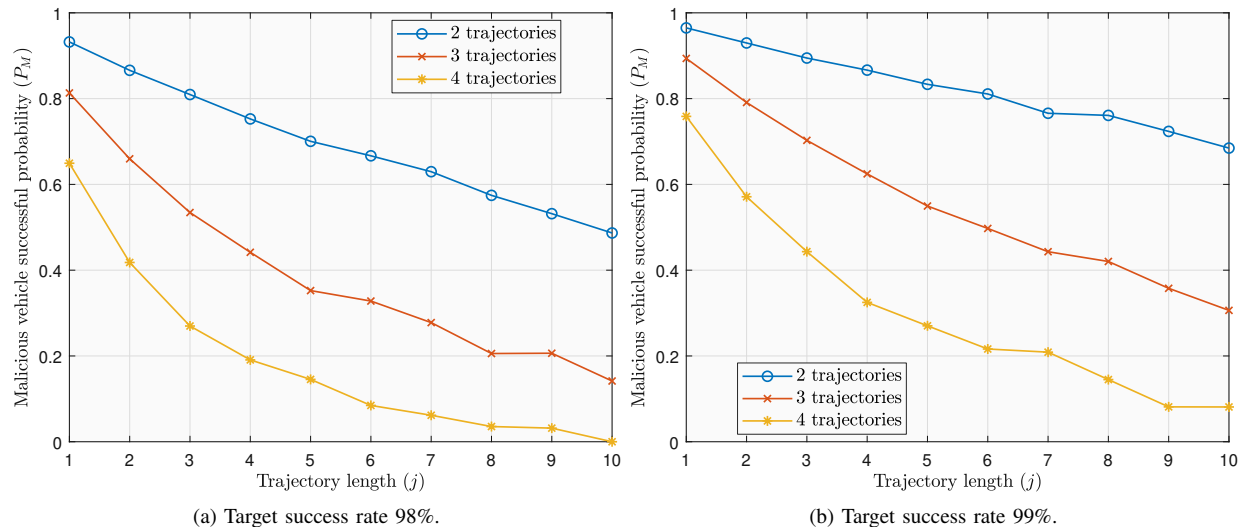 Malicious vehicle successful probability (P_M)
1
0.8
0.6
0.4
0.2
0
2 trajectories
3 trajectories
4 trajectories
1 2 3 4 5 6 7 8 9 10
Trajectory length (j)
(a) Target success rate 98%.
Malicious vehicle successful probability (P_M)
1
0.8
0.6
0.4
0.2
0
2 trajectories
3 trajectories
4 trajectories
1 2 3 4 5 6 7 8 9 10
Trajectory length (j)
(b) Target success rate 99%.